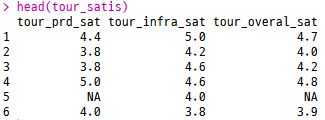 > head(tour_satis)
tour_prd_sat tour_infra_sat tour_overal_sat
1 4.4 5.0 4.7
2 3.8 4.2 4.0
3 3.8 4.6 4.2
4 5.0 4.6 4.8
5 NA 4.0 NA
6 4.0 3.8 3.9